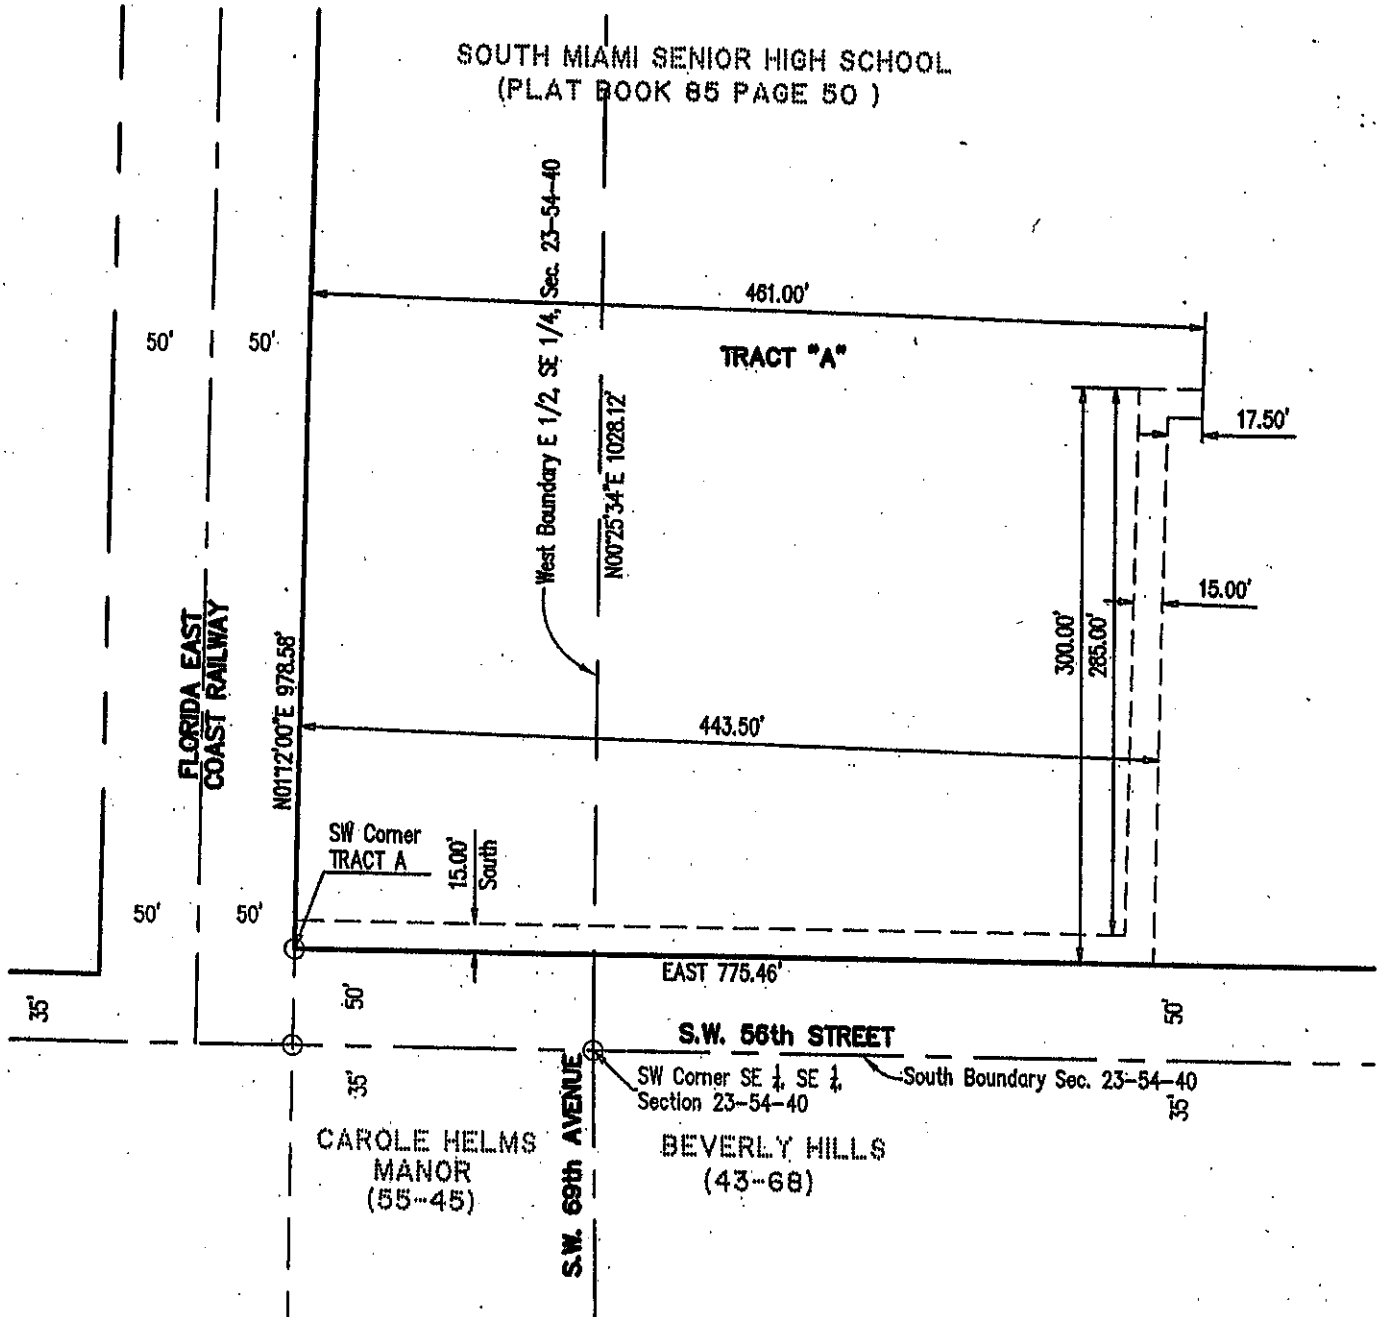 SOUTH MIAMI SENIOR HIGH SCHOOL
(PLAT BOOK 85 PAGE 50 )
West Boundary E 1/2, SE 1/4, Sec. 23-54-40
461.00'
50'
50'
TRACT "A"
N00°25'34"E 1028.12'
17.50'
300.00'
285.00'
15.00'
FLORIDA EAST
COAST RAILWAY
N01°12'00"E 978.58'
443.50'
SW Corner
TRACT A
15.00'
South
50'
50'
EAST 775.46'
35'
50'
50'
S.W. 56th STREET
SW Corner SE ¼, SE ¼,
Section 23-54-40
South Boundary Sec. 23-54-40
35'
35'
S.W. 69th AVENUE
CAROLE HELMS
MANOR
(55-45)
BEVERLY HILLS
(43-68)